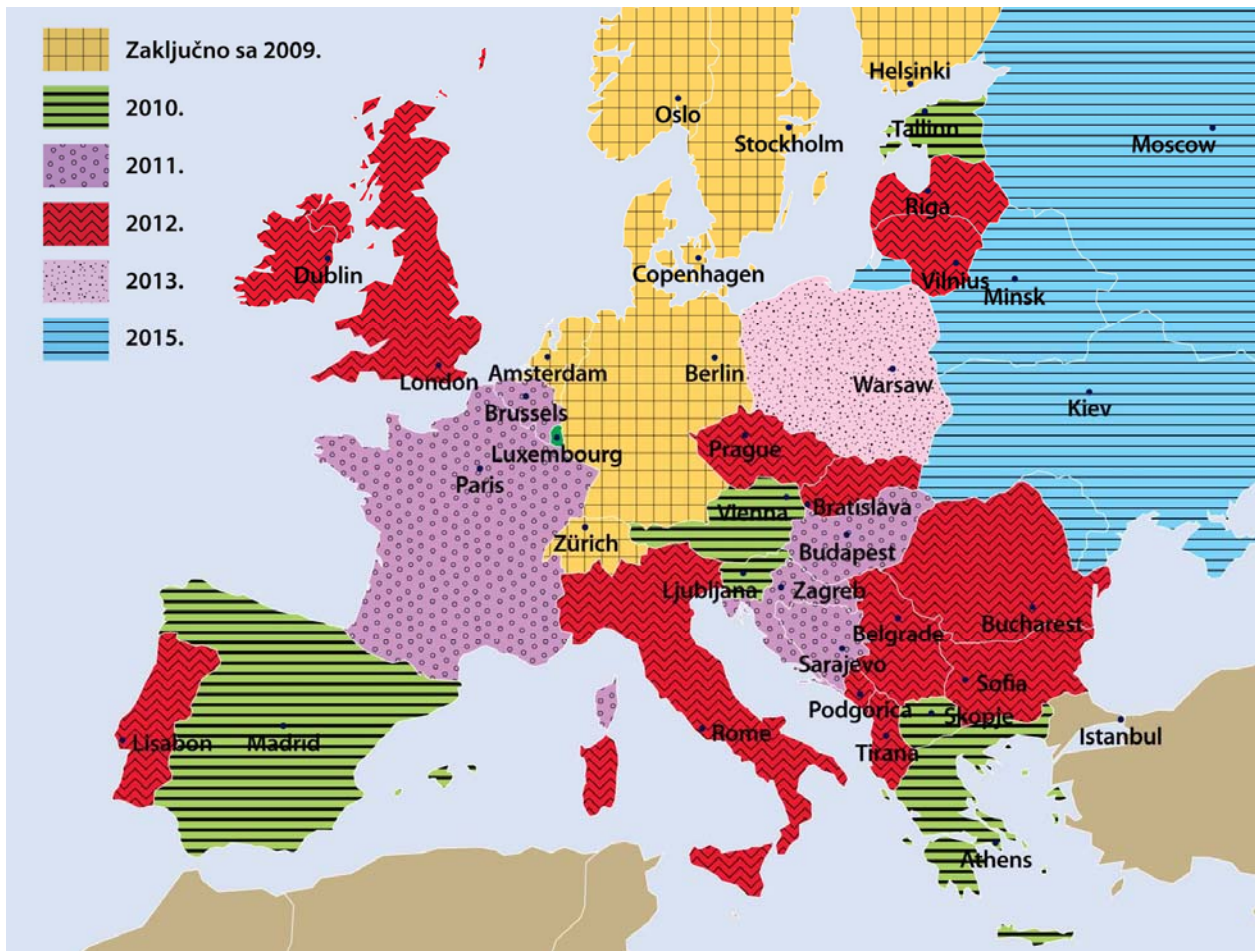 Zaključno sa 2009.
2010.
2011.
2012.
2013.
2015.
Helsinki
Oslo
Tallinn
Stockholm
Moscow
Riga
Dublin
Copenhagen
Vilnius
Minsk
London
Amsterdam
Berlin
Warsaw
Brussels
Kiev
Luxembourg
Prague
Paris
Vienna
Bratislava
Zürich
Budapest
Ljubljana
Zagreb
Belgrade
Bucharest
Sarajevo
Sofia
Podgorica
Skopje
Lisabon
Madrid
Rome
Tirana
Istanbul
Athens